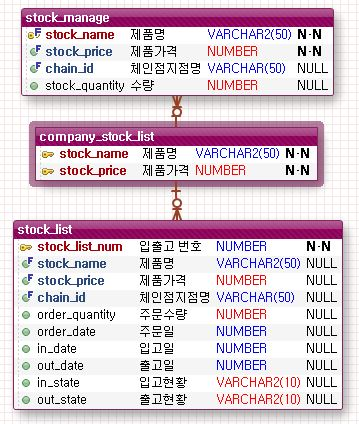 stock_manage
stock_name 제품명 VARCHAR2(50) N-N
stock_price 제품가격 NUMBER N-N
chain_id 체인점지점명 VARCHAR(50) NULL
stock_quantity 수량 NUMBER NULL
company_stock_list
stock_name 제품명 VARCHAR2(50) N-N
stock_price 제품가격 NUMBER N-N
stock_list
stock_list_num 입출고 번호 NUMBER N-N
stock_name 제품명 VARCHAR2(50) NULL
stock_price 제품가격 NUMBER NULL
chain_id 체인점지점명 VARCHAR(50) NULL
order_quantity 주문수량 NUMBER NULL
order_date 주문일 NUMBER NULL
in_date 입고일 NUMBER NULL
out_date 출고일 NUMBER NULL
in_state 입고현황 VARCHAR2(10) NULL
out_state 출고현황 VARCHAR2(10) NULL